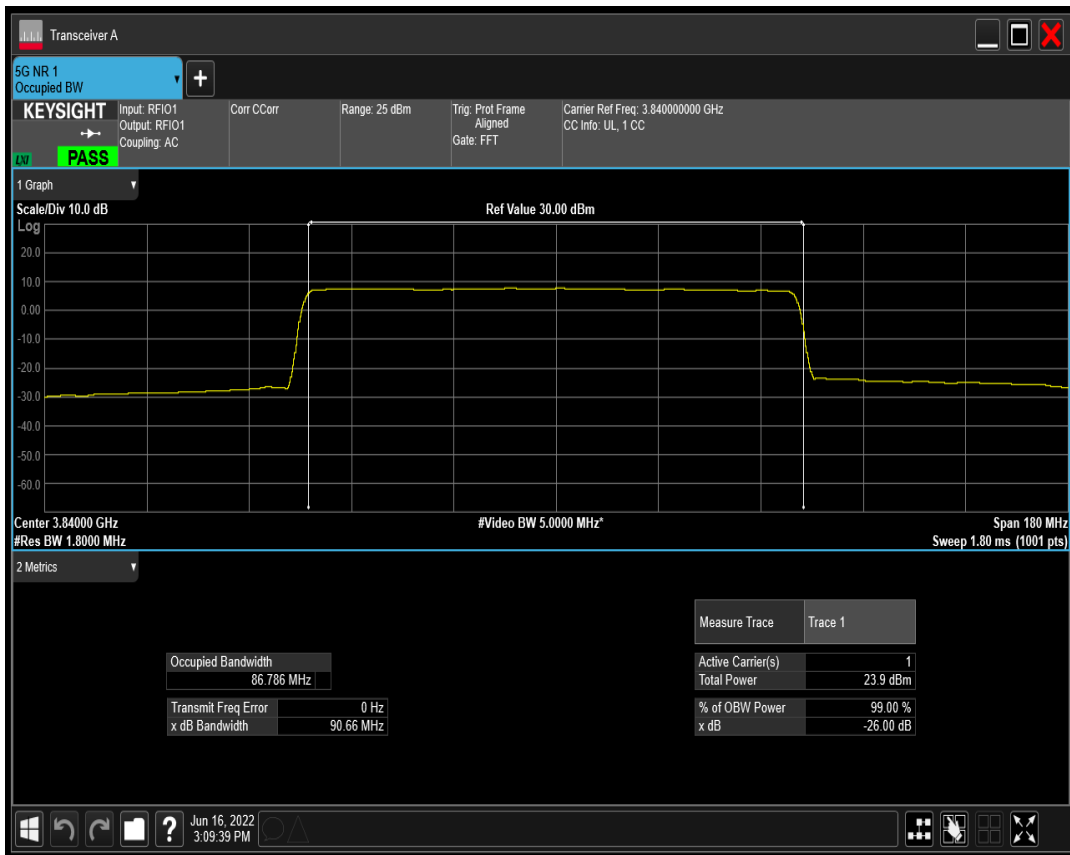 Transceiver A
5G NR 1
Occupied BW
+
KEYSIGHT
LXI
PASS
Input: RFIO1
Output: RFIO1
Coupling: AC
Corr CCorr
Range: 25 dBm
Trig: Prot Frame
Aligned
Gate: FFT
Carrier Ref Freq: 3.840000000 GHz
CC Info: UL, 1 CC
1 Graph
Scale/Div 10.0 dB
Ref Value 30.00 dBm
Log
20.0
10.0
0.00
-10.0
-20.0
-30.0
-40.0
-50.0
-60.0
Center 3.84000 GHz
#Video BW 5.0000 MHz*
Span 180 MHz
#Res BW 1.8000 MHz
Sweep 1.80 ms (1001 pts)
2 Metrics
Measure Trace Trace 1
Occupied Bandwidth
86.786 MHz
Active Carrier(s) 1
Total Power 23.9 dBm
Transmit Freq Error 0 Hz
x dB Bandwidth 90.66 MHz
% of OBW Power 99.00 %
x dB -26.00 dB
?
Jun 16, 2022
3:09:39 PM